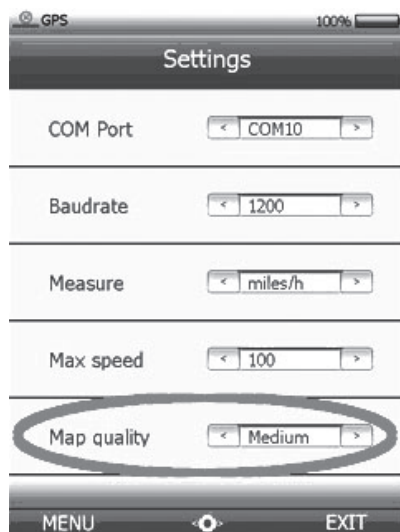 GPS 100%
Settings
COM Port < COM10 >
Baudrate < 1200 >
Measure < miles/h >
Max speed < 100 >
Map quality < Medium >
MENU EXIT